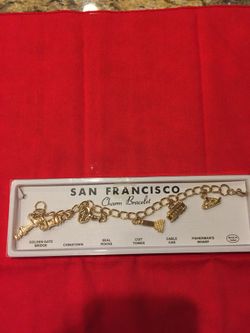 SAN FRANCISCO
Charm Bracelet
GOLDEN GATE BRIDGE
CHINATOWN
SEAL ROCKS
COIT TOWER
CABLE CAR
FISHERMAN'S WHARF